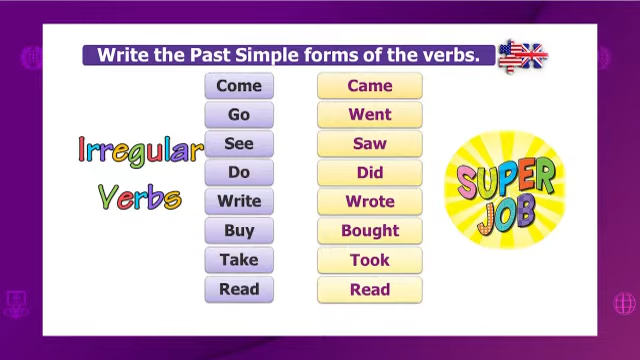 Write the Past Simple forms of the verbs.
Come Came
Go Went
See Saw
Do Did
Write Wrote
Buy Bought
Take Took
Read Read
Irregular
Verbs
SUPER
JOB